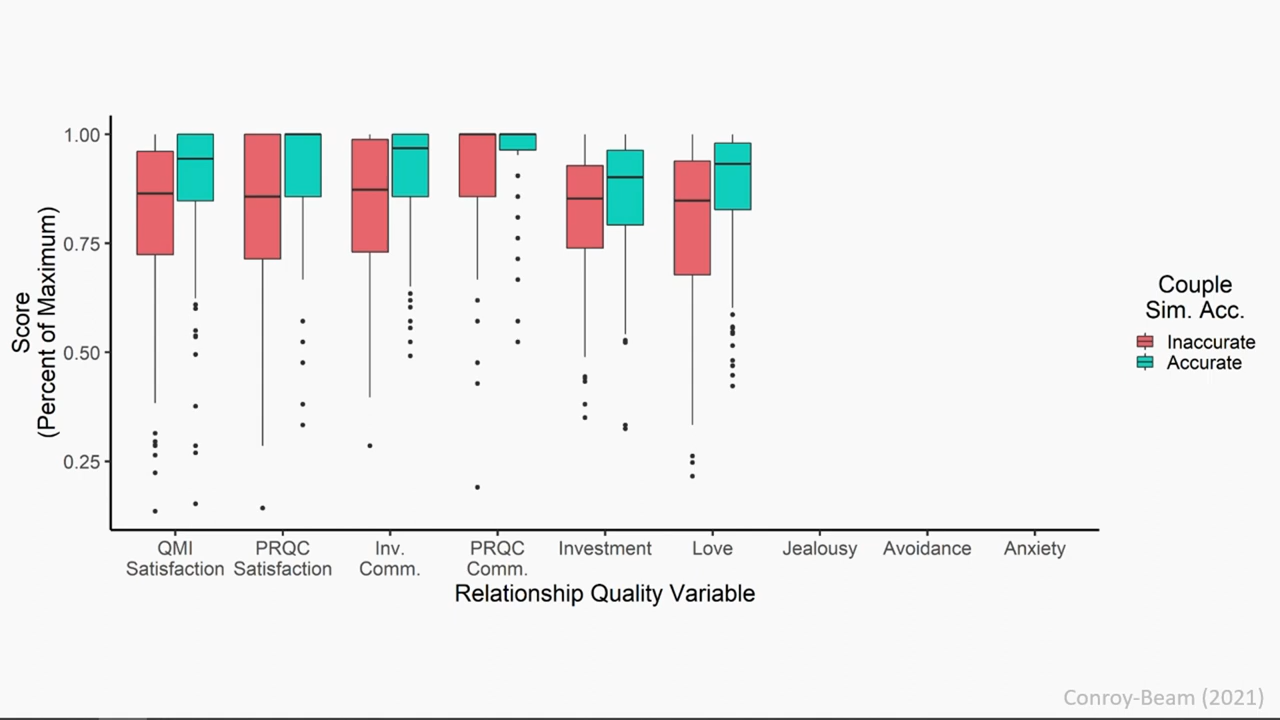 1.00
0.75
0.50
0.25
Score
(Percent of Maximum)
QMI
Satisfaction
PRQC
Satisfaction
Inv.
Comm.
PRQC
Comm.
Investment
Love
Jealousy
Avoidance
Anxiety
Relationship Quality Variable
Couple
Sim. Acc.
Inaccurate
Accurate
Conroy-Beam (2021)